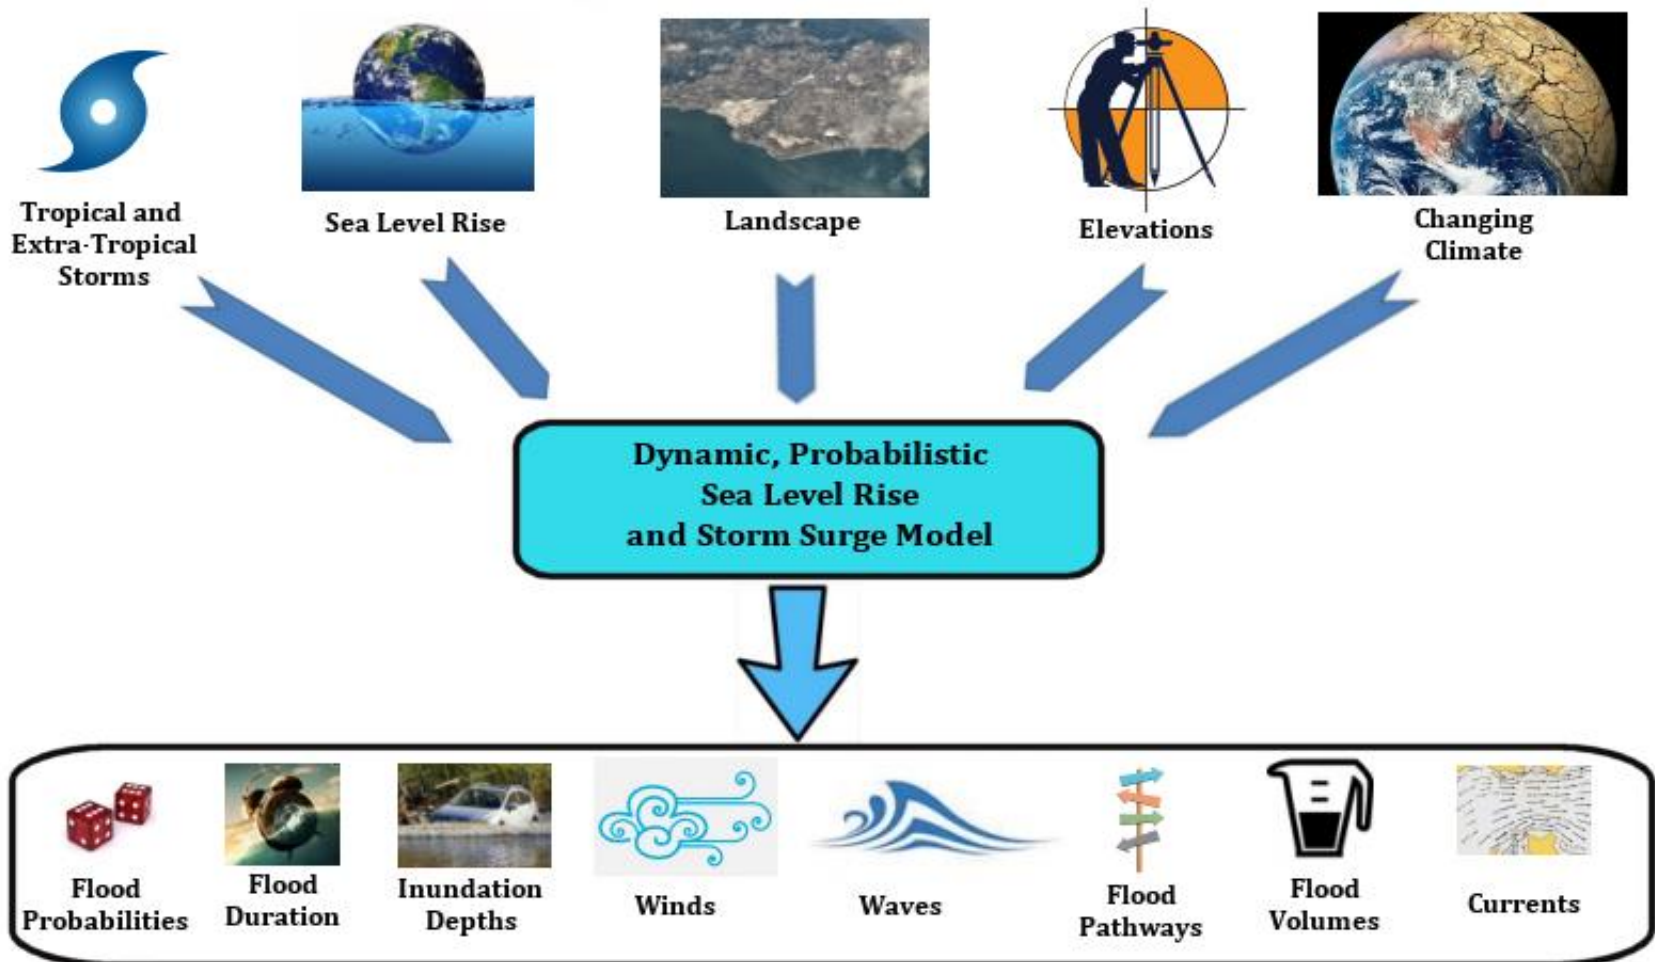 Tropical and
Extra-Tropical
Storms
Sea Level Rise
Landscape
Elevations
Changing
Climate
Dynamic, Probabilistic
Sea Level Rise
and Storm Surge Model
Flood
Probabilities
Flood
Duration
Inundation
Depths
Winds
Waves
Flood
Pathways
Flood
Volumes
Currents